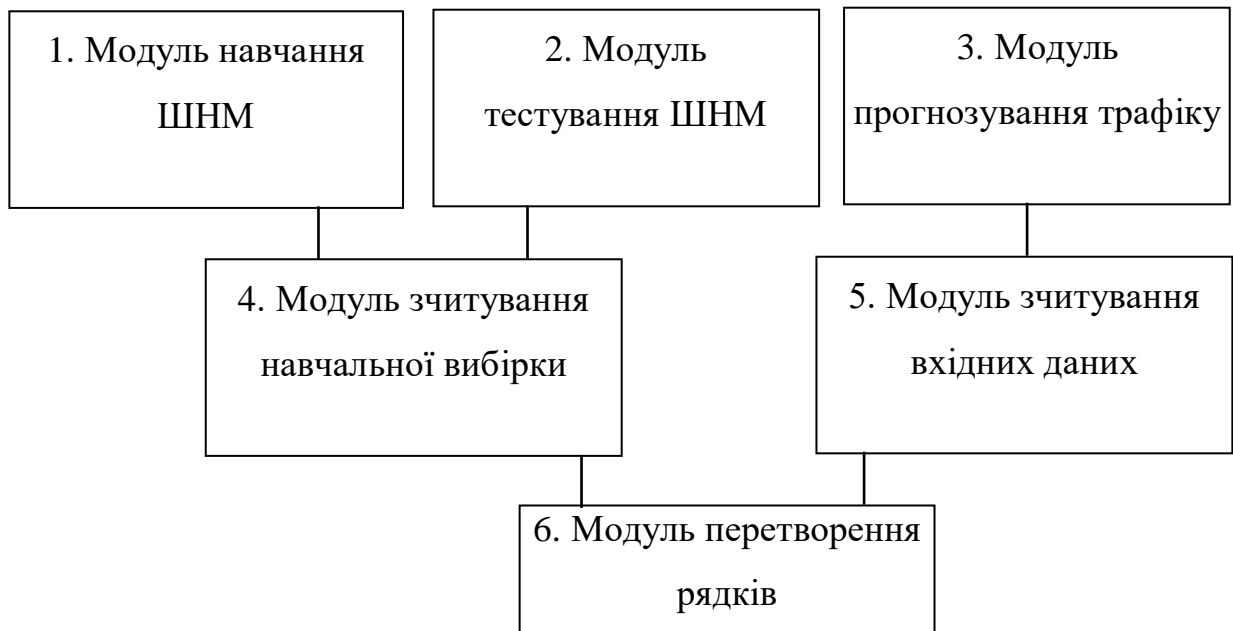 1. Модуль навчання
ШНМ
2. Модуль
тестування ШНМ
3. Модуль
прогнозування трафіку
4. Модуль зчитування
навчальної вибірки
5. Модуль зчитування
вхідних даних
6. Модуль перетворення
рядків